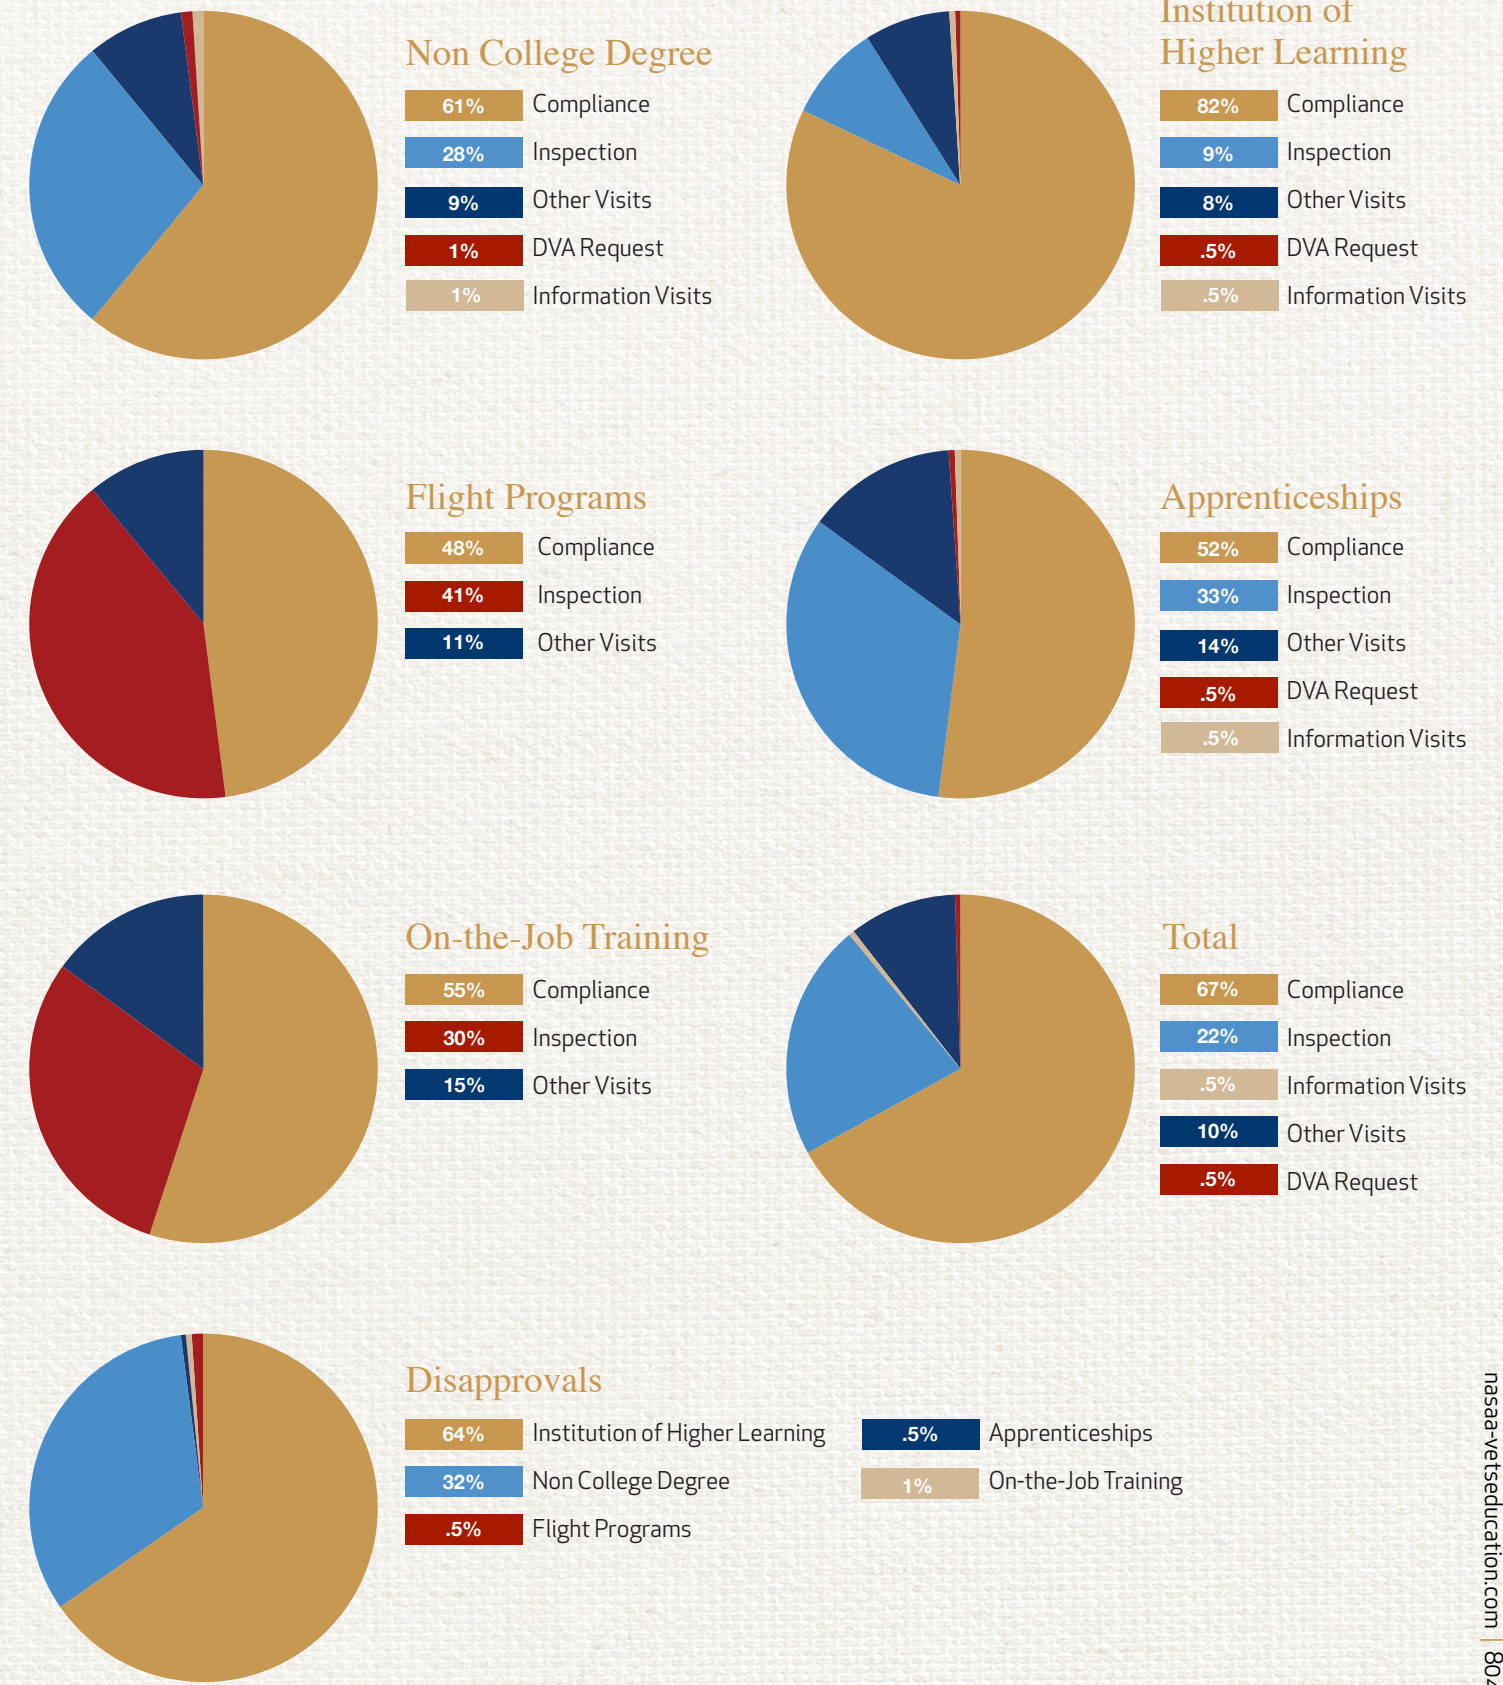 Non College Degree
61% Compliance
28% Inspection
9% Other Visits
1% DVA Request
1% Information Visits
Institution of
Higher Learning
82% Compliance
9% Inspection
8% Other Visits
.5% DVA Request
.5% Information Visits
Flight Programs
48% Compliance
41% Inspection
11% Other Visits
Apprenticeships
52% Compliance
33% Inspection
14% Other Visits
.5% DVA Request
.5% Information Visits
On-the-Job Training
55% Compliance
30% Inspection
15% Other Visits
Total
67% Compliance
22% Inspection
.5% Information Visits
10% Other Visits
.5% DVA Request
Disapprovals
64% Institution of Higher Learning
32% Non College Degree
.5% Flight Programs
.5% Apprenticeships
1% On-the-Job Training
nasaa-vetseducation.com | 804